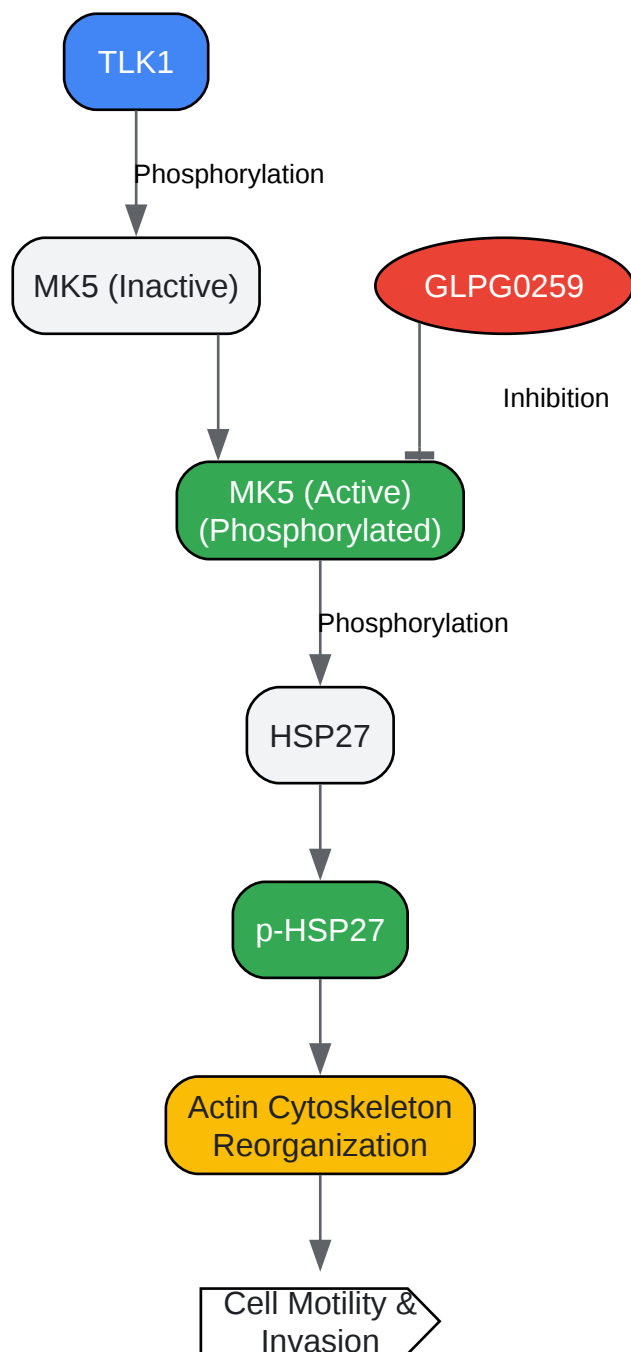 TLK1
Phosphorylation
MK5 (Inactive)
GLPG0259
Inhibition
MK5 (Active)
(Phosphorylated)
Phosphorylation
HSP27
p-HSP27
Actin Cytoskeleton
Reorganization
Cell Motility &
Invasion